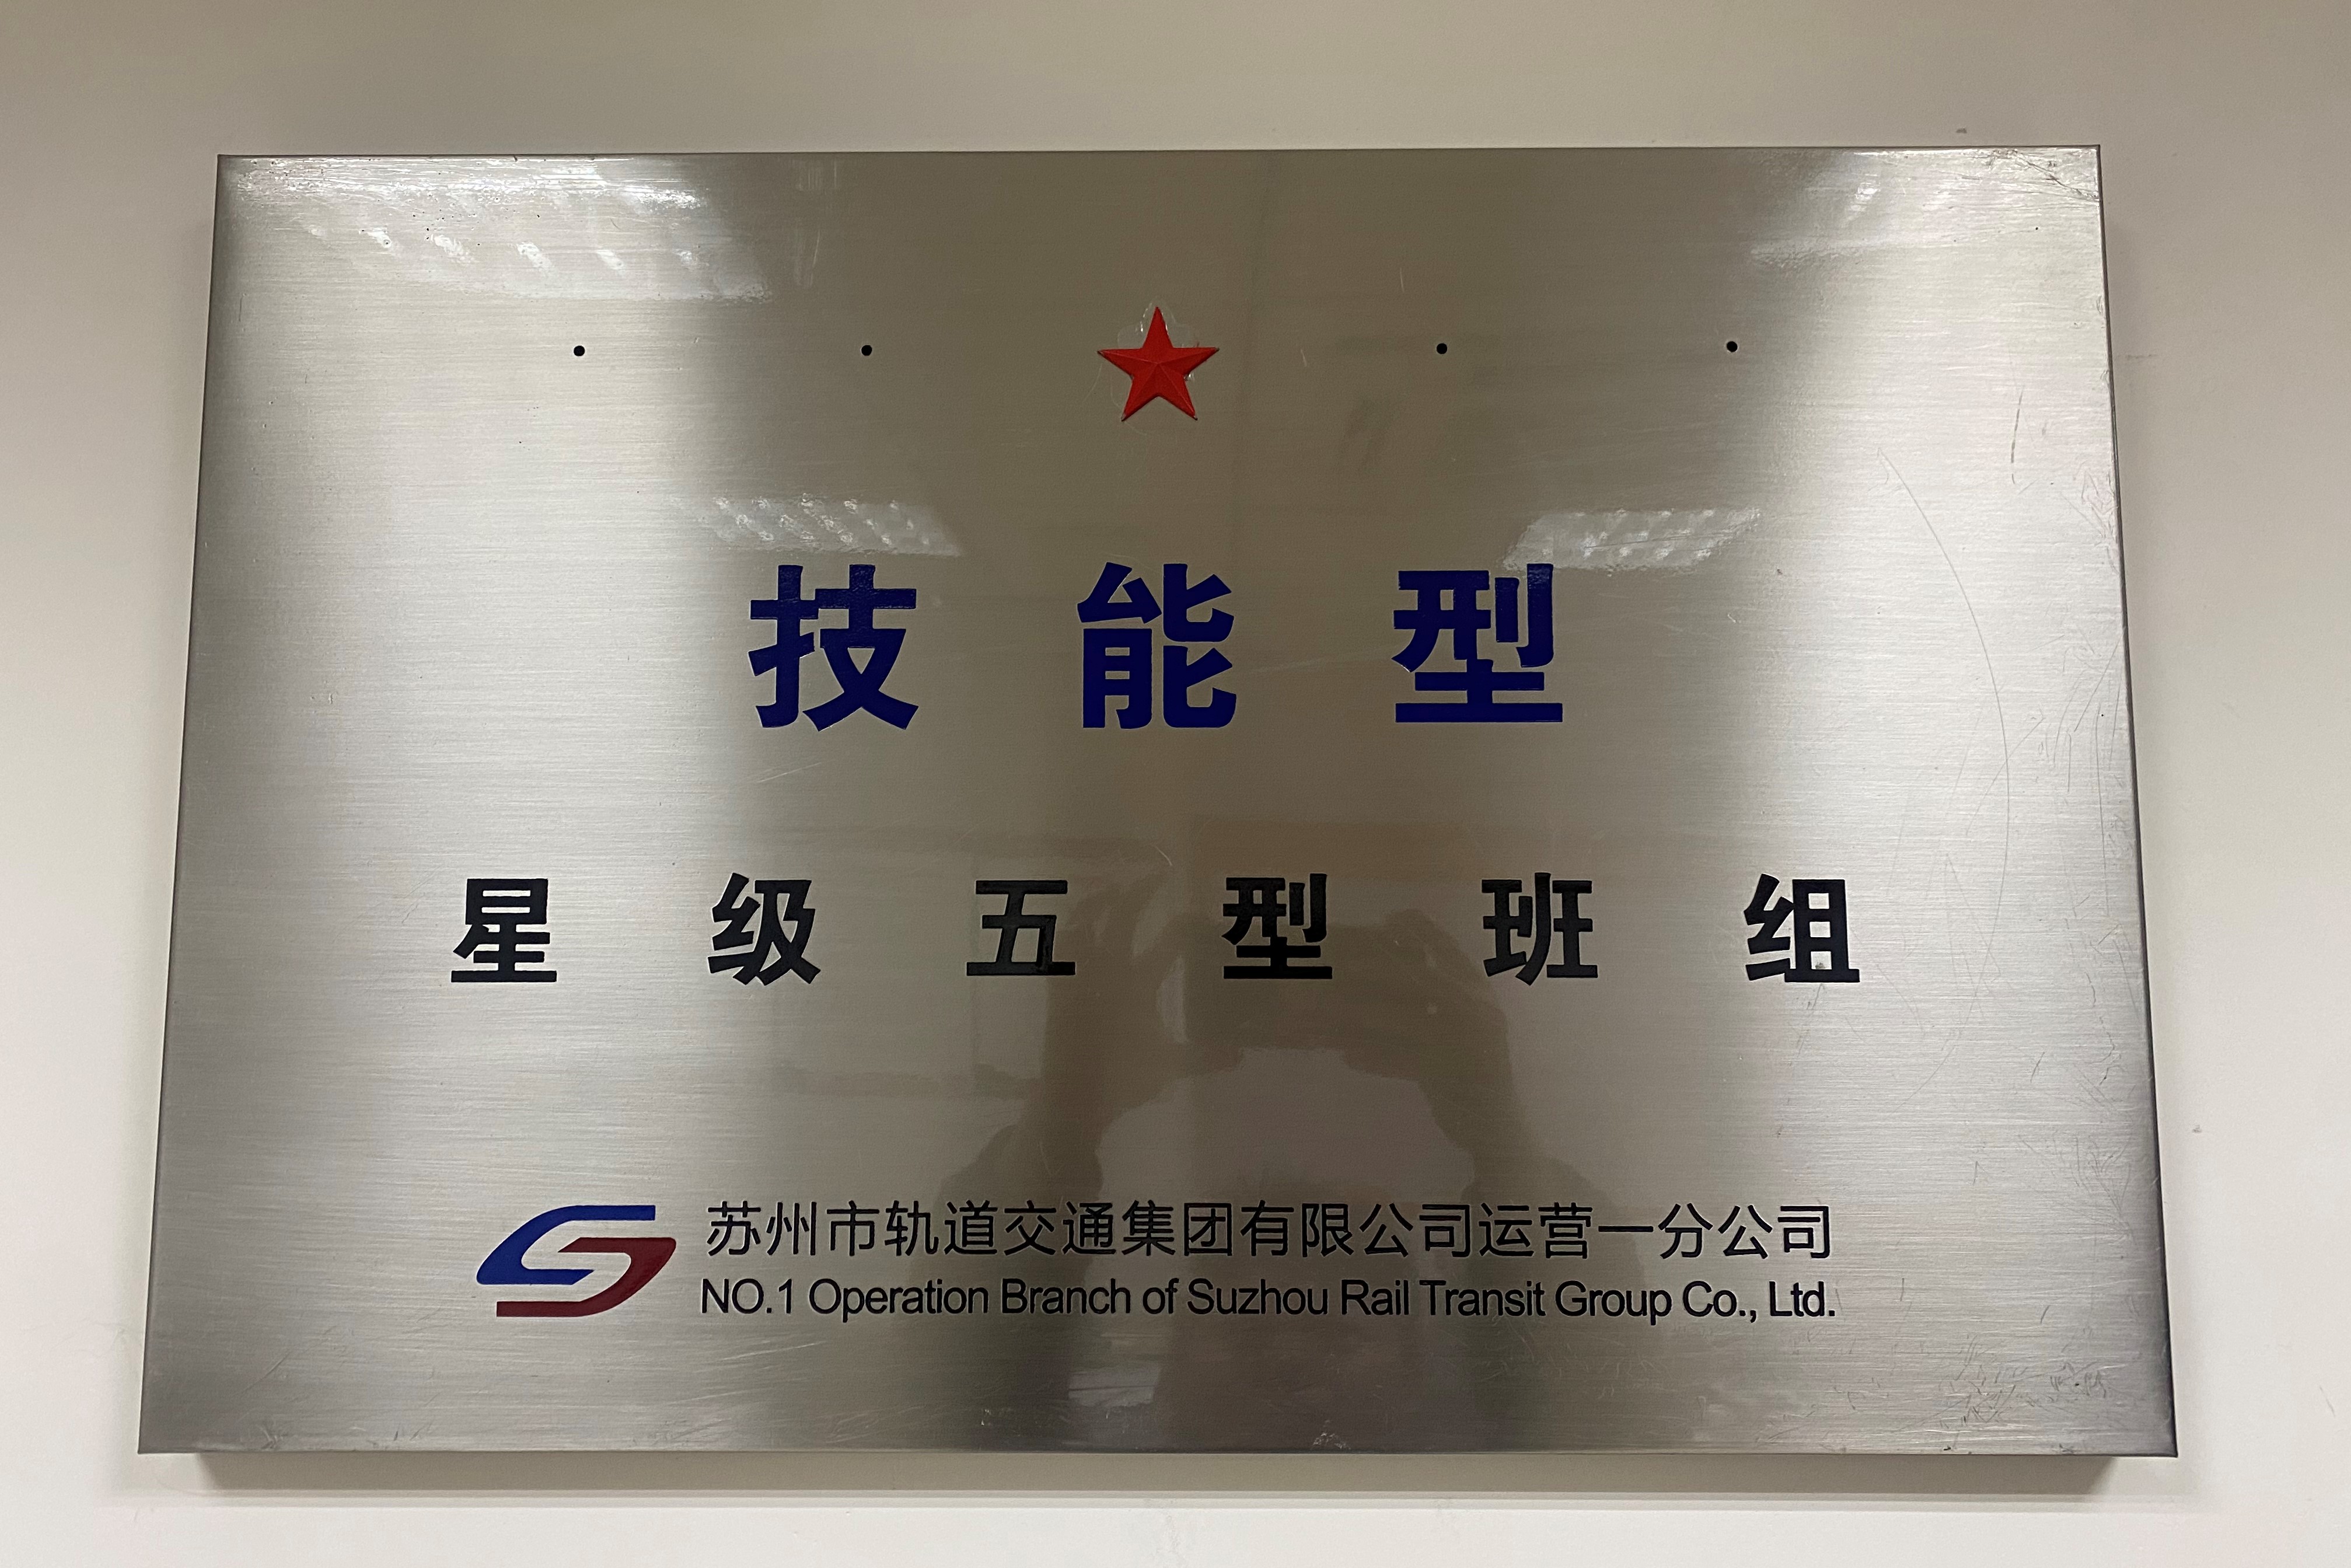 技能型
星级五型班组
苏州市轨道交通集团有限公司运营一分公司
NO.1 Operation Branch of Suzhou Rail Transit Group Co., Ltd.